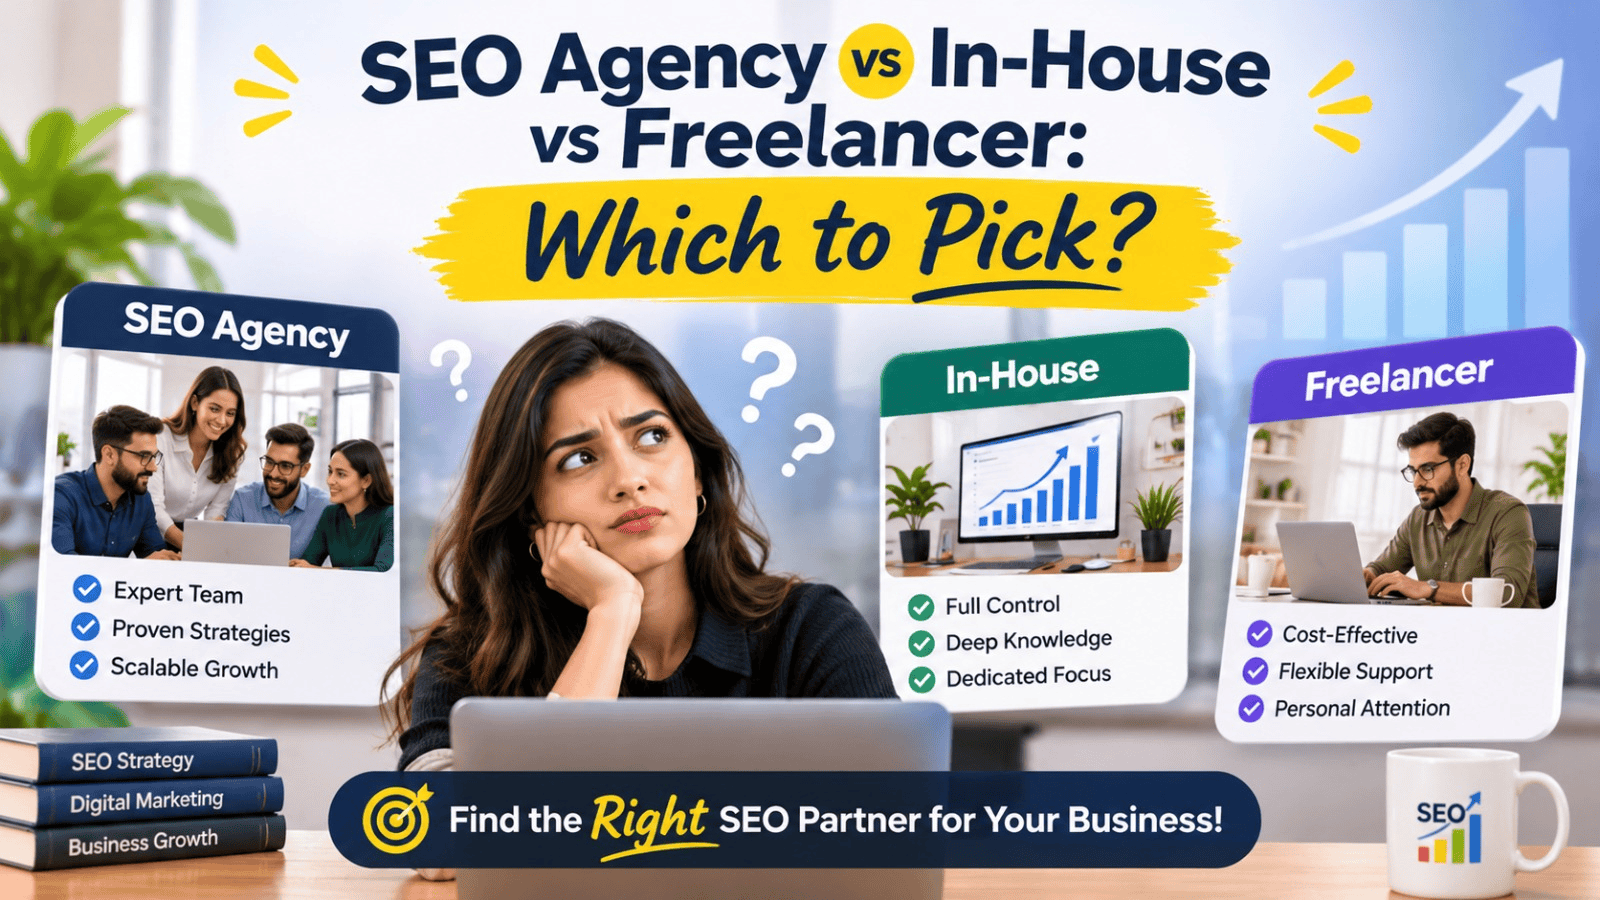 SEO Agency vs In-House
vs Freelancer:
Which to Pick?
SEO Agency
Expert Team
Proven Strategies
Scalable Growth
In-House
Full Control
Deep Knowledge
Dedicated Focus
Freelancer
Cost-Effective
Flexible Support
Personal Attention
SEO Strategy
Digital Marketing
Business Growth
Find the Right SEO Partner for Your Business!
SEO